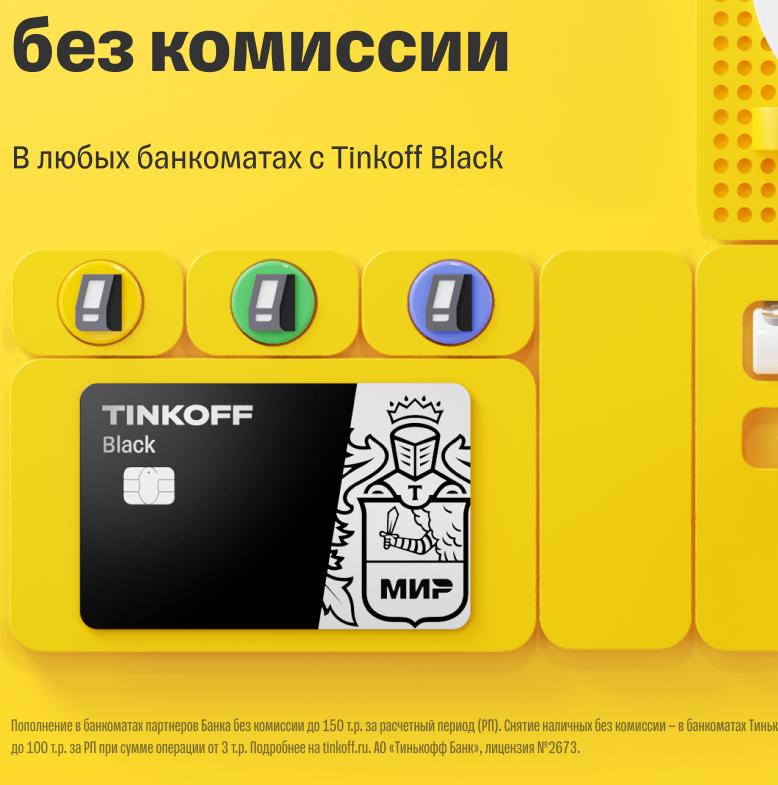 без комиссии
В любых банкоматах с Tinkoff Black
TINKOFF
Black
Т
МИР
Пополнение в банкоматах партнеров Банка без комиссии до 150 т.р. за расчетный период (РП). Снятие наличных без комиссии – в банкоматах Тиньк
до 100 т.р. за РП при сумме операции от 3 т.р. Подробнее на tinkoff.ru. АО «Тинькофф Банк», лицензия №2673.